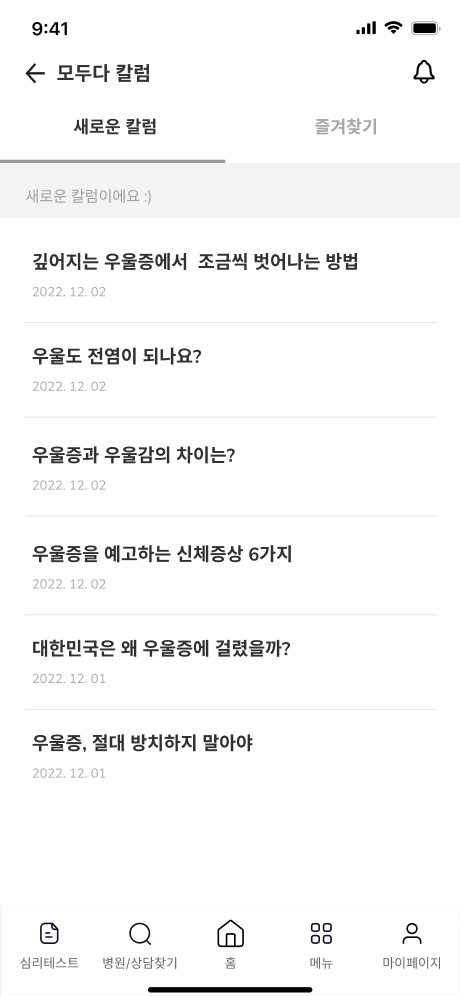 9:41
모두다 칼럼
새로운 칼럼 즐겨찾기
새로운 칼럼이에요 :)
깊어지는 우울증에서  조금씩 벗어나는 방법
2022. 12. 02
우울도 전염이 되나요?
2022. 12. 02
우울증과 우울감의 차이는?
2022. 12. 02
우울증을 예고하는 신체증상 6가지
2022. 12. 02
대한민국은 왜 우울증에 걸렸을까?
2022. 12. 01
우울증, 절대 방치하지 말아야
2022. 12. 01
심리테스트 병원/상담찾기 홈 메뉴 마이페이지